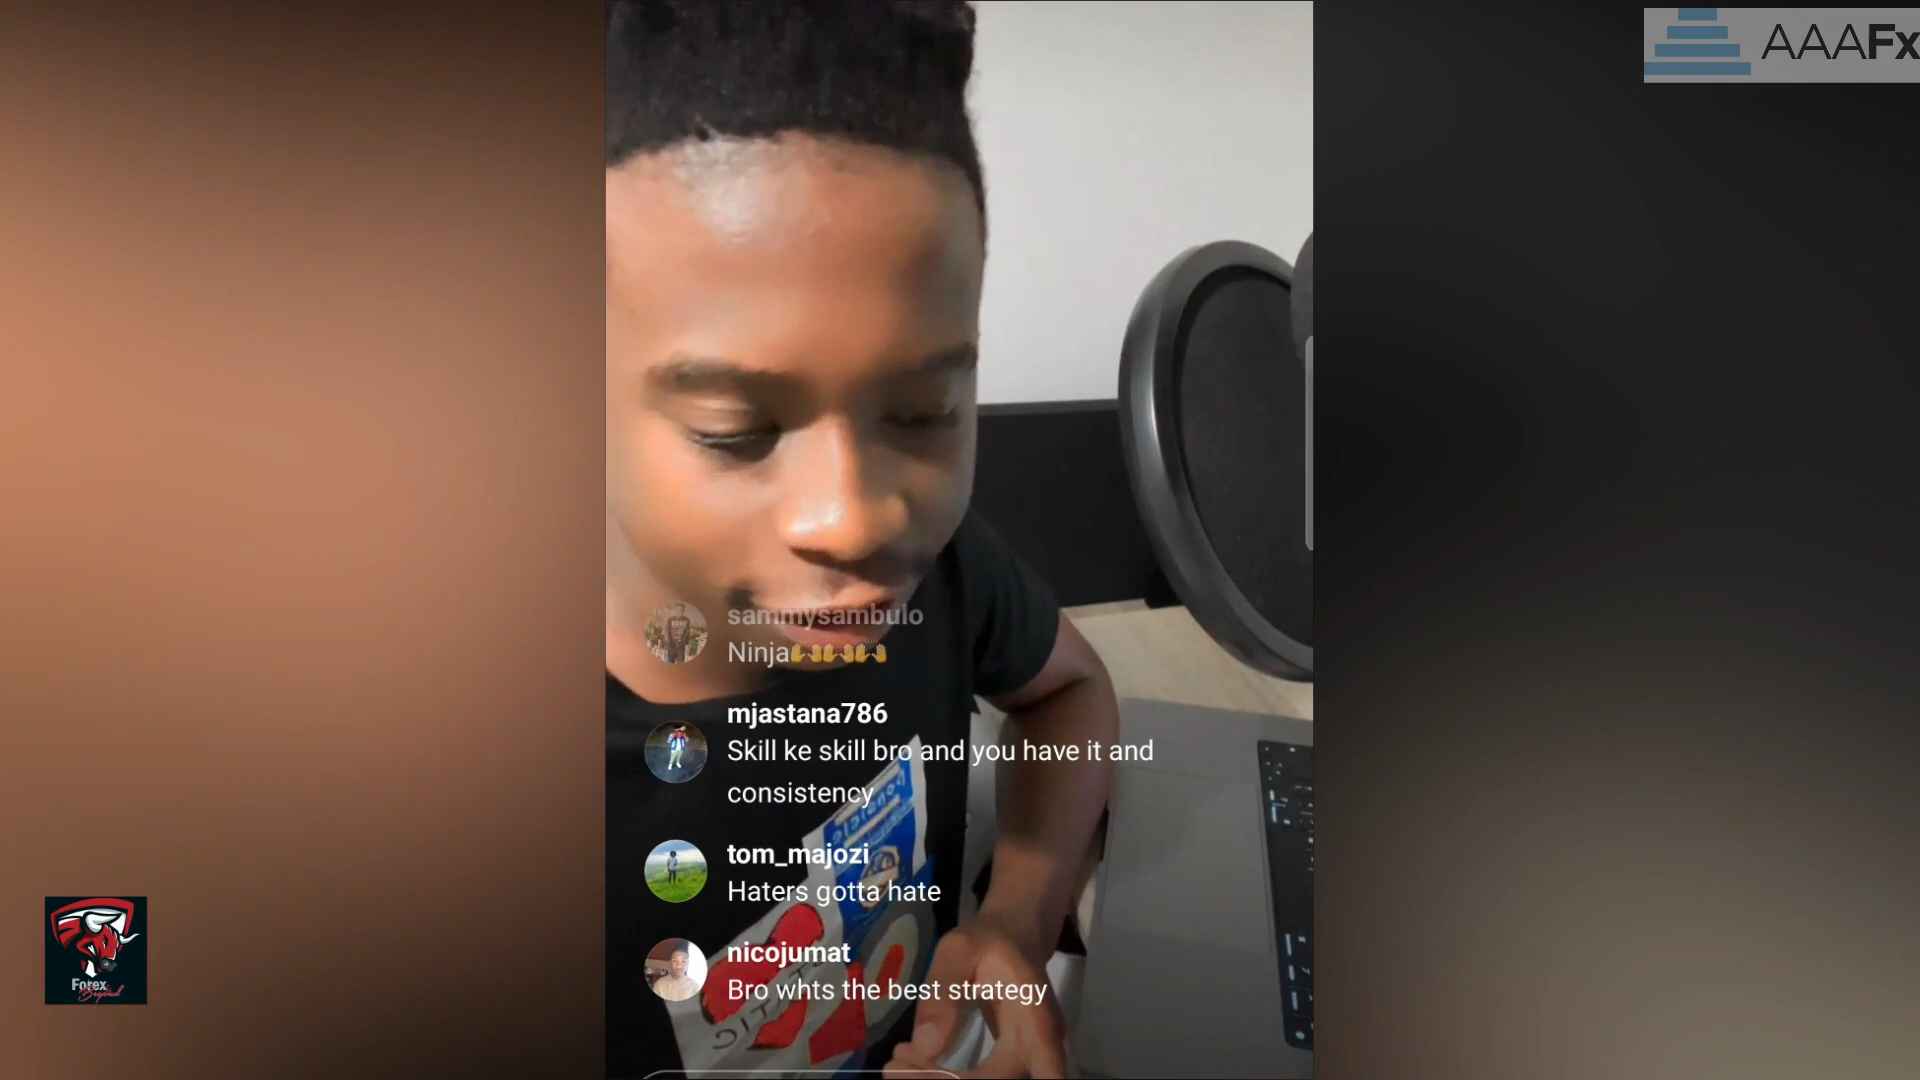 AAAFx
sammysambulo
Ninja🤚🤚🤚🤚🤚🤚
mjastana786
Skill ke skill bro and you have it and
consistency
tom_majozi
Haters gotta hate
nicojumat
Bro whts the best strategy
Forex
Beyond